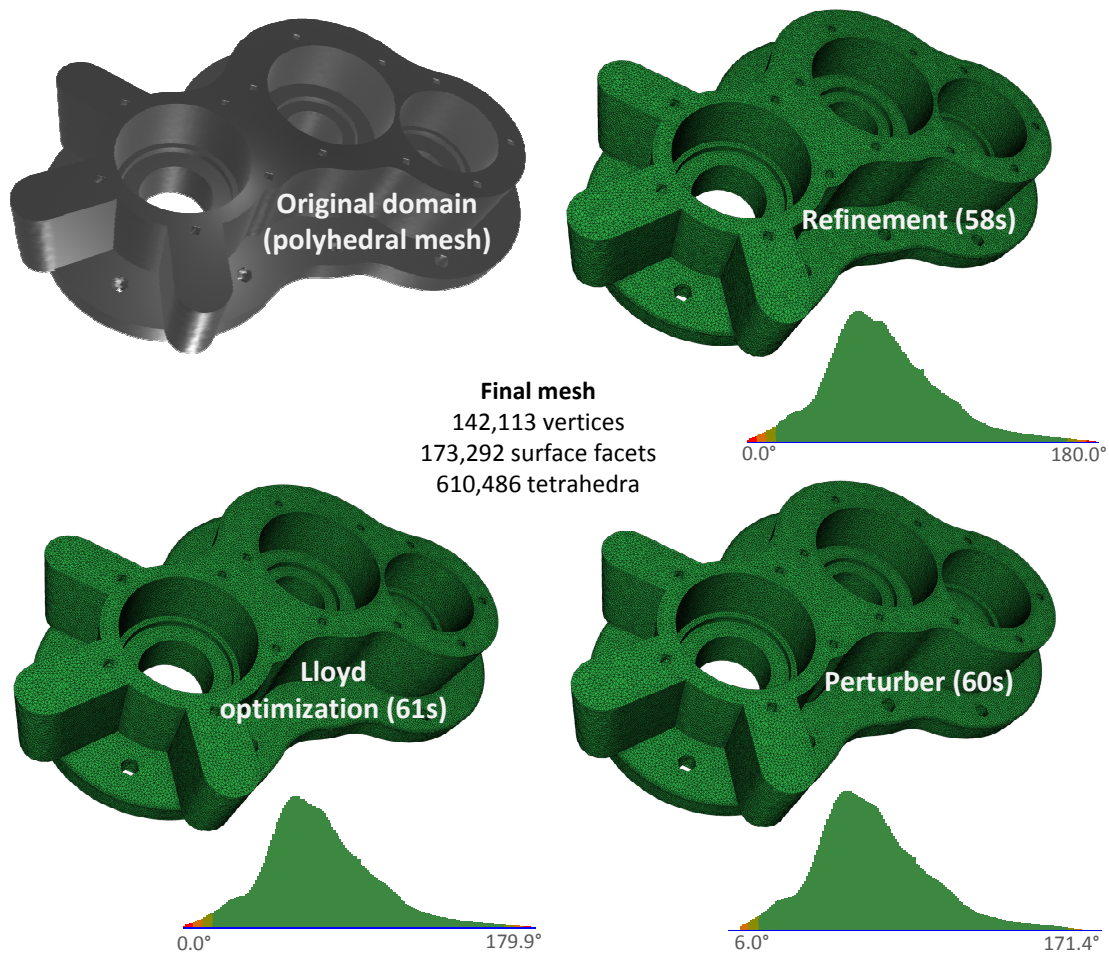 Original domain
(polyhedral mesh)
Refinement (58s)
0.0°
180.0°
Final mesh
142,113 vertices
173,292 surface facets
610,486 tetrahedra
Lloyd
optimization (61s)
0.0°
179.9°
Perturber (60s)
6.0°
171.4°